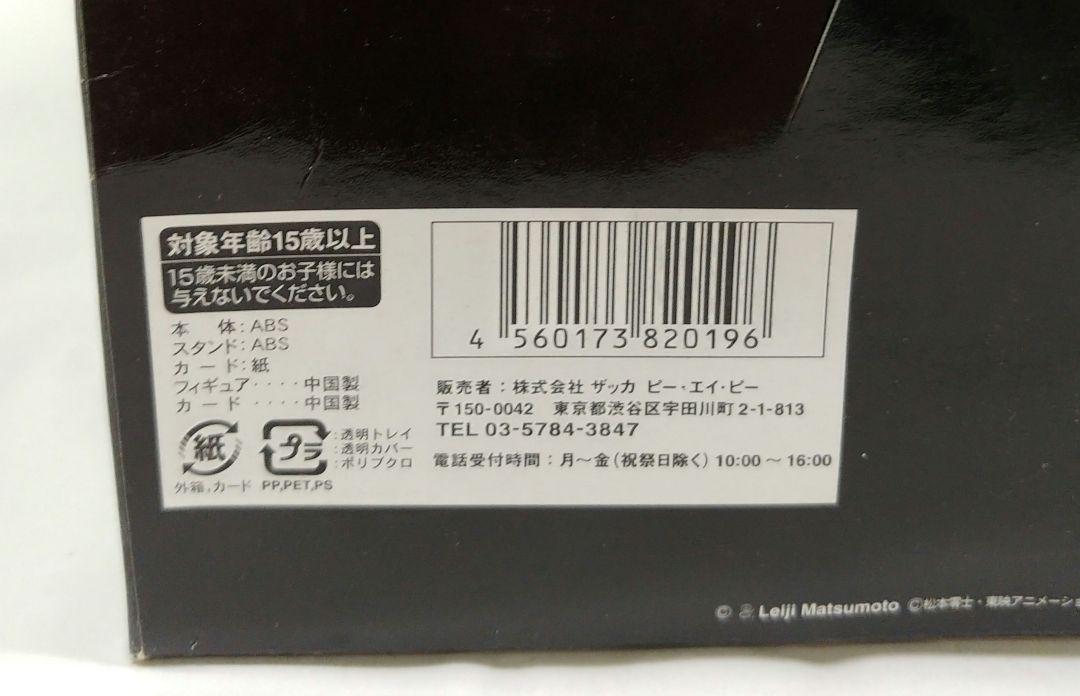 対象年齢15歳以上
15歳未満のお子様には
与えないでください。
本 体：ABS
スタンド：ABS
カード：紙
フィギュア‥‥中国製
カード ‥‥中国製
紙
外箱,カード
プラ
：透明トレイ
：透明カバー
：ポリブクロ
PP,PET,PS
4 560173 820196
販売者：株式会社 ザッカ ピー・エイ・ピー
〒150-0042 東京都渋谷区宇田川町2-1-813
TEL 03-5784-3847
電話受付時間：月～金（祝祭日除く）10:00～16:00
© Leiji Matsumoto ©松本零士・東映アニメーショ